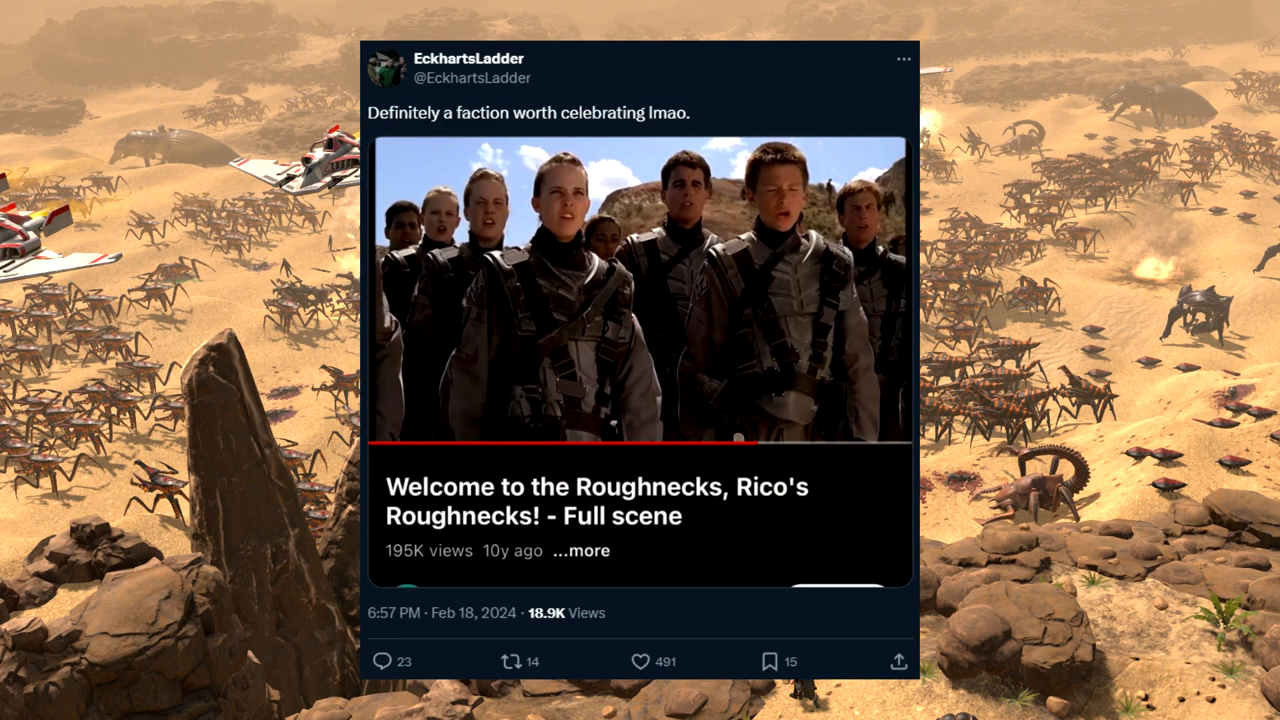 EckhartsLadder
@EckhartsLadder
Definitely a faction worth celebrating lmao.
Welcome to the Roughnecks, Rico's
Roughnecks! - Full scene
195K views 10y ago ...more
6:57 PM · Feb 18, 2024 · 18.9K Views
23 14 491 15